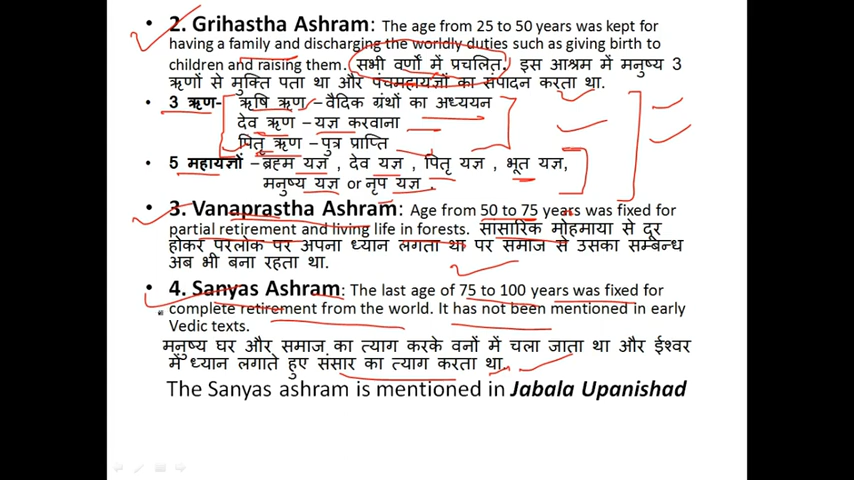 • 2. Grihastha Ashram: The age from 25 to 50 years was kept for
having a family and discharging the worldly duties such as giving birth to
children and raising them. सभी वर्णों में प्रचलित. इस आश्रम में मनुष्य 3
ऋणों से मुक्ति पता था और पंचमहायज्ञों का संपादन करता था.
• 3 ऋण- ऋषि ऋण –वैदिक ग्रंथों का अध्ययन
देव ऋण –यज्ञ करवाना
पितृ ऋण –पुत्र प्राप्ति
• 5 महायज्ञों –ब्रह्म यज्ञ , देव यज्ञ , पितृ यज्ञ , भूत यज्ञ,
मनुष्य यज्ञ or नृप यज्ञ .
• 3. Vanaprastha Ashram: Age from 50 to 75 years was fixed for
partial retirement and living life in forests. सांसारिक मोहमाया से दूर
होकर परलोक पर अपना ध्यान लगता था पर समाज से उसका सम्बन्ध
अब भी बना रहता था.
• 4. Sanyas Ashram: The last age of 75 to 100 years was fixed for
complete retirement from the world. It has not been mentioned in early
Vedic texts.
मनुष्य घर और समाज का त्याग करके वनों में चला जाता था और ईश्वर
में ध्यान लगाते हुए संसार का त्याग करता था.
The Sanyas ashram is mentioned in Jabala Upanishad